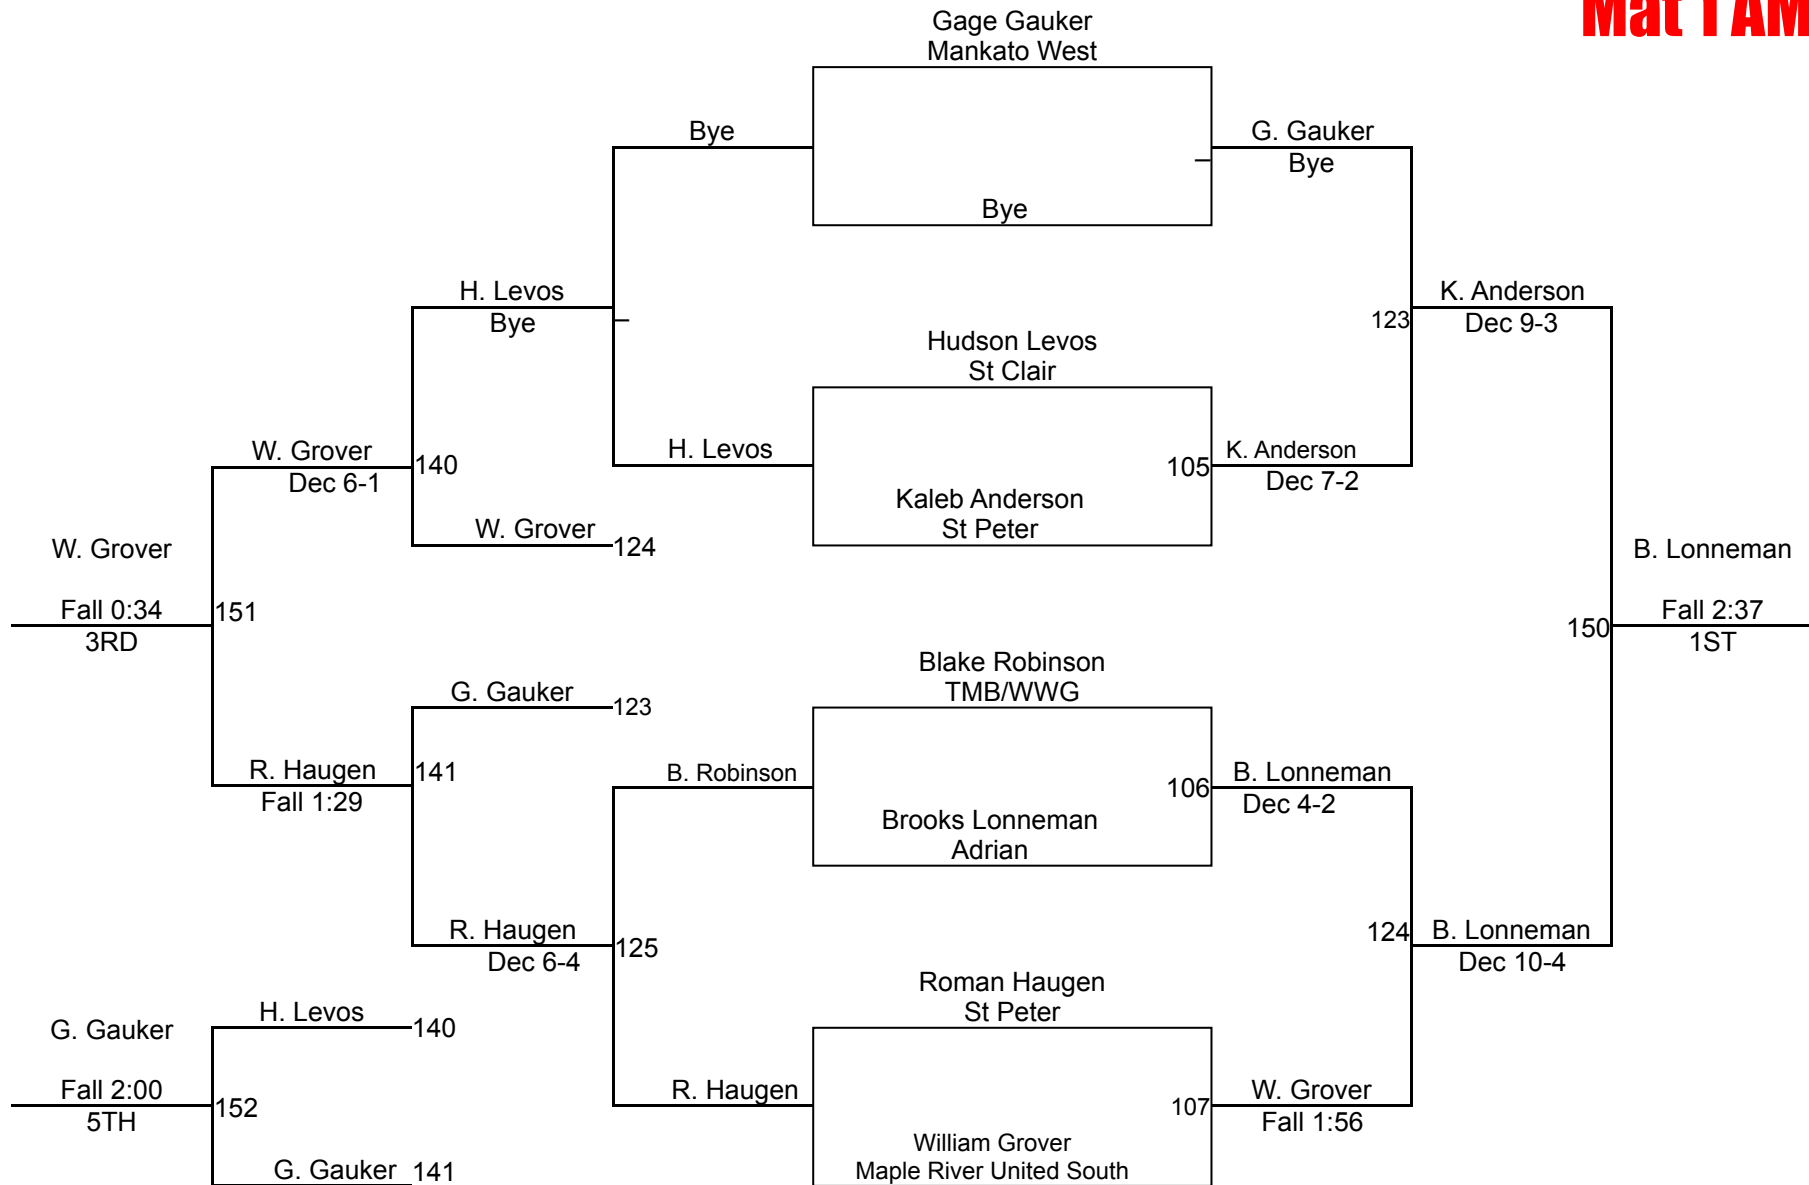 Mat 1 AM
Gage Gauker
Mankato West
Bye
G. Gauker
Bye
Bye
H. Levos
Bye
K. Anderson
Dec 9-3
123
Hudson Levos
St Clair
W. Grover
Dec 6-1
140
H. Levos
105
K. Anderson
Dec 7-2
Kaleb Anderson
St Peter
W. Grover
124
W. Grover
Fall 0:34
3RD
151
B. Lonneman
Fall 2:37
1ST
150
Blake Robinson
TMB/WWG
G. Gauker
123
R. Haugen
Fall 1:29
141
B. Robinson
106
B. Lonneman
Dec 4-2
Brooks Lonneman
Adrian
R. Haugen
Dec 6-4
125
124
B. Lonneman
Dec 10-4
Roman Haugen
St Peter
H. Levos
140
G. Gauker
Fall 2:00
5TH
152
R. Haugen
107
W. Grover
Fall 1:56
William Grover
Maple River United South
G. Gauker
141